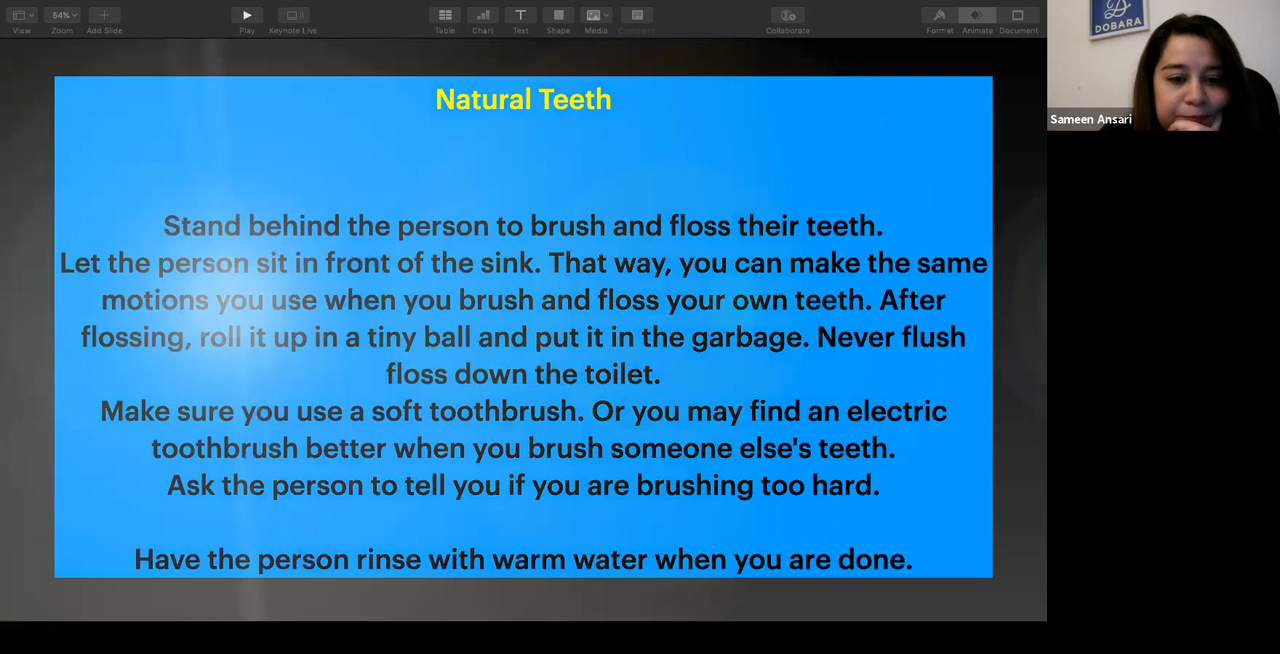 View
54%
Zoom
Add Slide
Play
Keynote Live
Table
Chart
Text
Shape
Media
Comment
Collaborate
Format
Animate
Document
DOBARA
Sameen Ansari
Natural Teeth
Stand behind the person to brush and floss their teeth.
Let the person sit in front of the sink. That way, you can make the same
motions you use when you brush and floss your own teeth. After
flossing, roll it up in a tiny ball and put it in the garbage. Never flush
floss down the toilet.
Make sure you use a soft toothbrush. Or you may find an electric
toothbrush better when you brush someone else's teeth.
Ask the person to tell you if you are brushing too hard.
Have the person rinse with warm water when you are done.